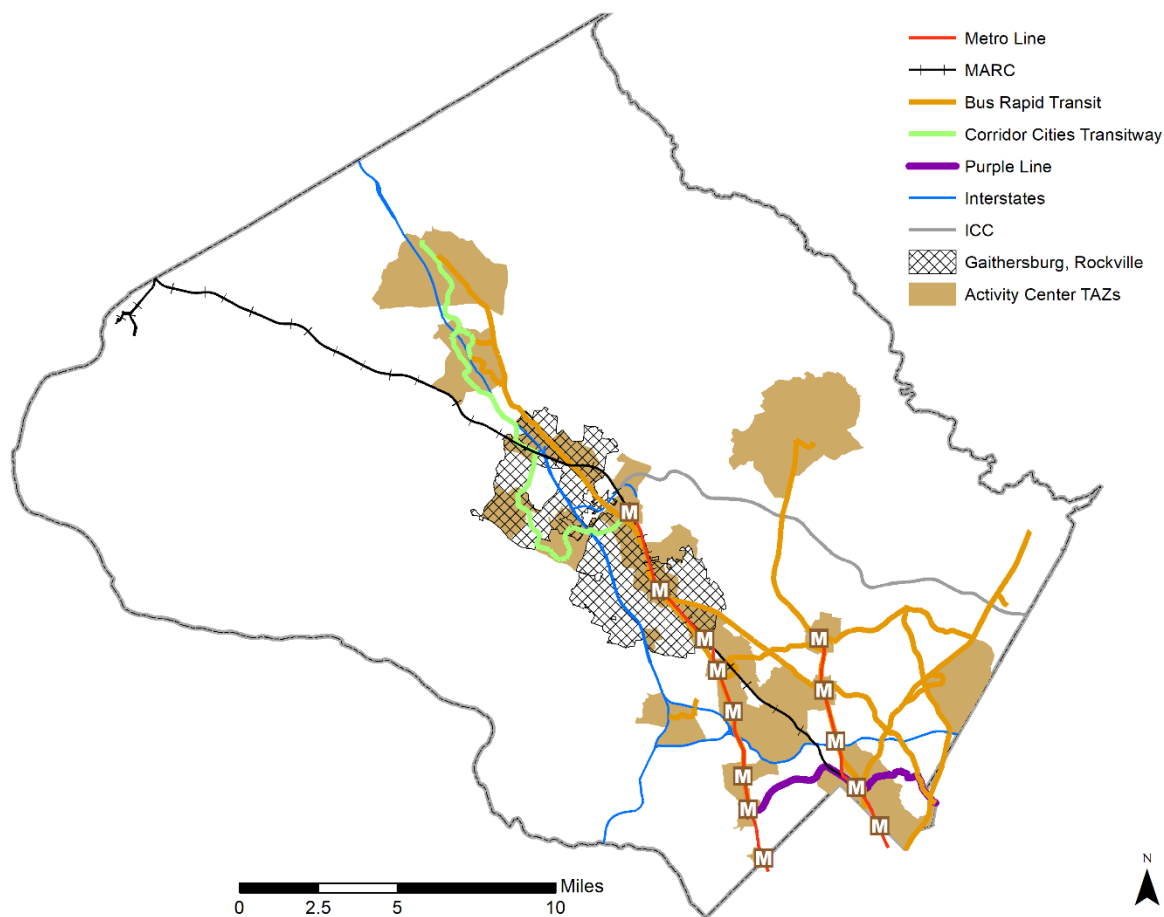 Metro Line
MARC
Bus Rapid Transit
Corridor Cities Transitway
Purple Line
Interstates
ICC
Gaithersburg, Rockville
Activity Center TAZs
M
M
M
M
M
M
M
M
M
M
M
M
M
N
Miles
0 2.5 5 10